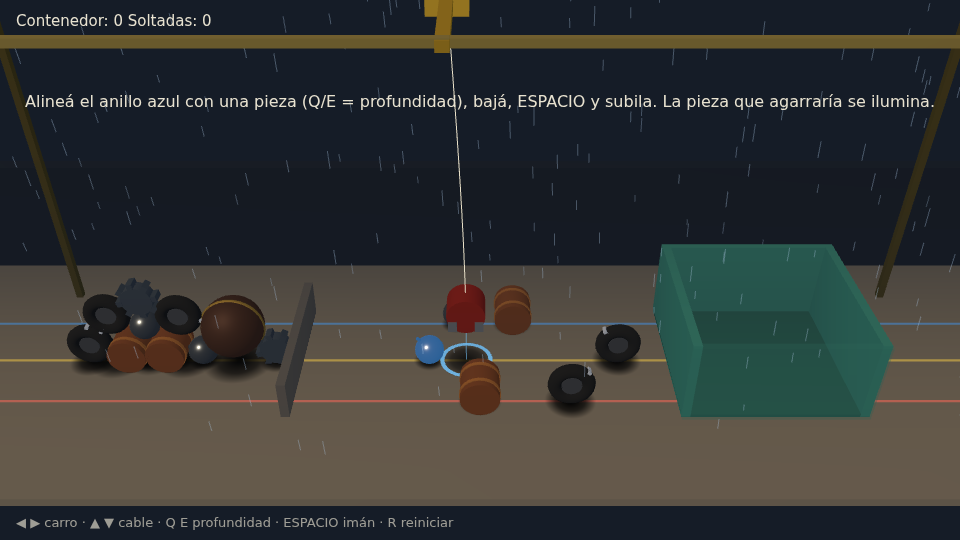 Contenedor: 0 Soltadas: 0
Alineá el anillo azul con una pieza (Q/E = profundidad), bajá, ESPACIO y subila. La pieza que agarraría se ilumina.
◀ ▶ carro · ▲ ▼ cable · Q E profundidad · ESPACIO imán · R reiniciar